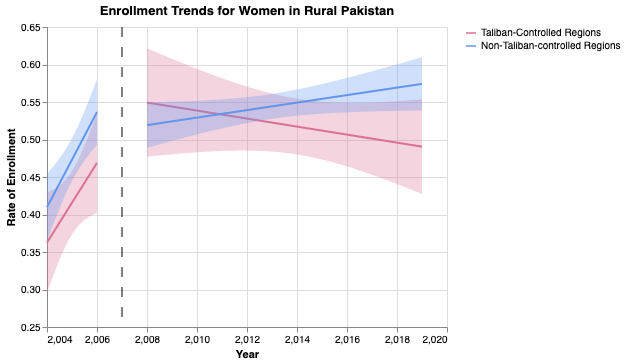 Enrollment Trends for Women in Rural Pakistan
Taliban-Controlled Regions
Non-Taliban-controlled Regions
Rate of Enrollment
0.65
0.60
0.55
0.50
0.45
0.40
0.35
0.30
0.25
2,004 2,006 2,008 2,010 2,012 2,014 2,016 2,018 2,020
Year